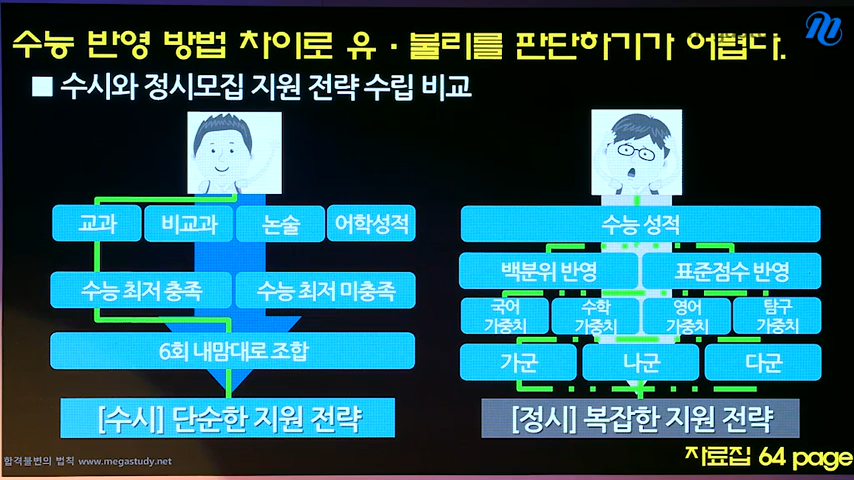 수능 반영 방법 차이로 유 · 불리를 판단하기가 어렵다.
■ 수시와 정시모집 지원 전략 수립 비교
교과 비교과 논술 어학성적
수능 최저 충족 수능 최저 미충족
6회 내맘대로 조합
[수시] 단순한 지원 전략
수능 성적
백분위 반영 표준점수 반영
국어 가중치 수학 가중치 영어 가중치 탐구 가중치
가군 나군 다군
[정시] 복잡한 지원 전략
합격불변의 법칙 www.megastudy.net
자료집 64 page